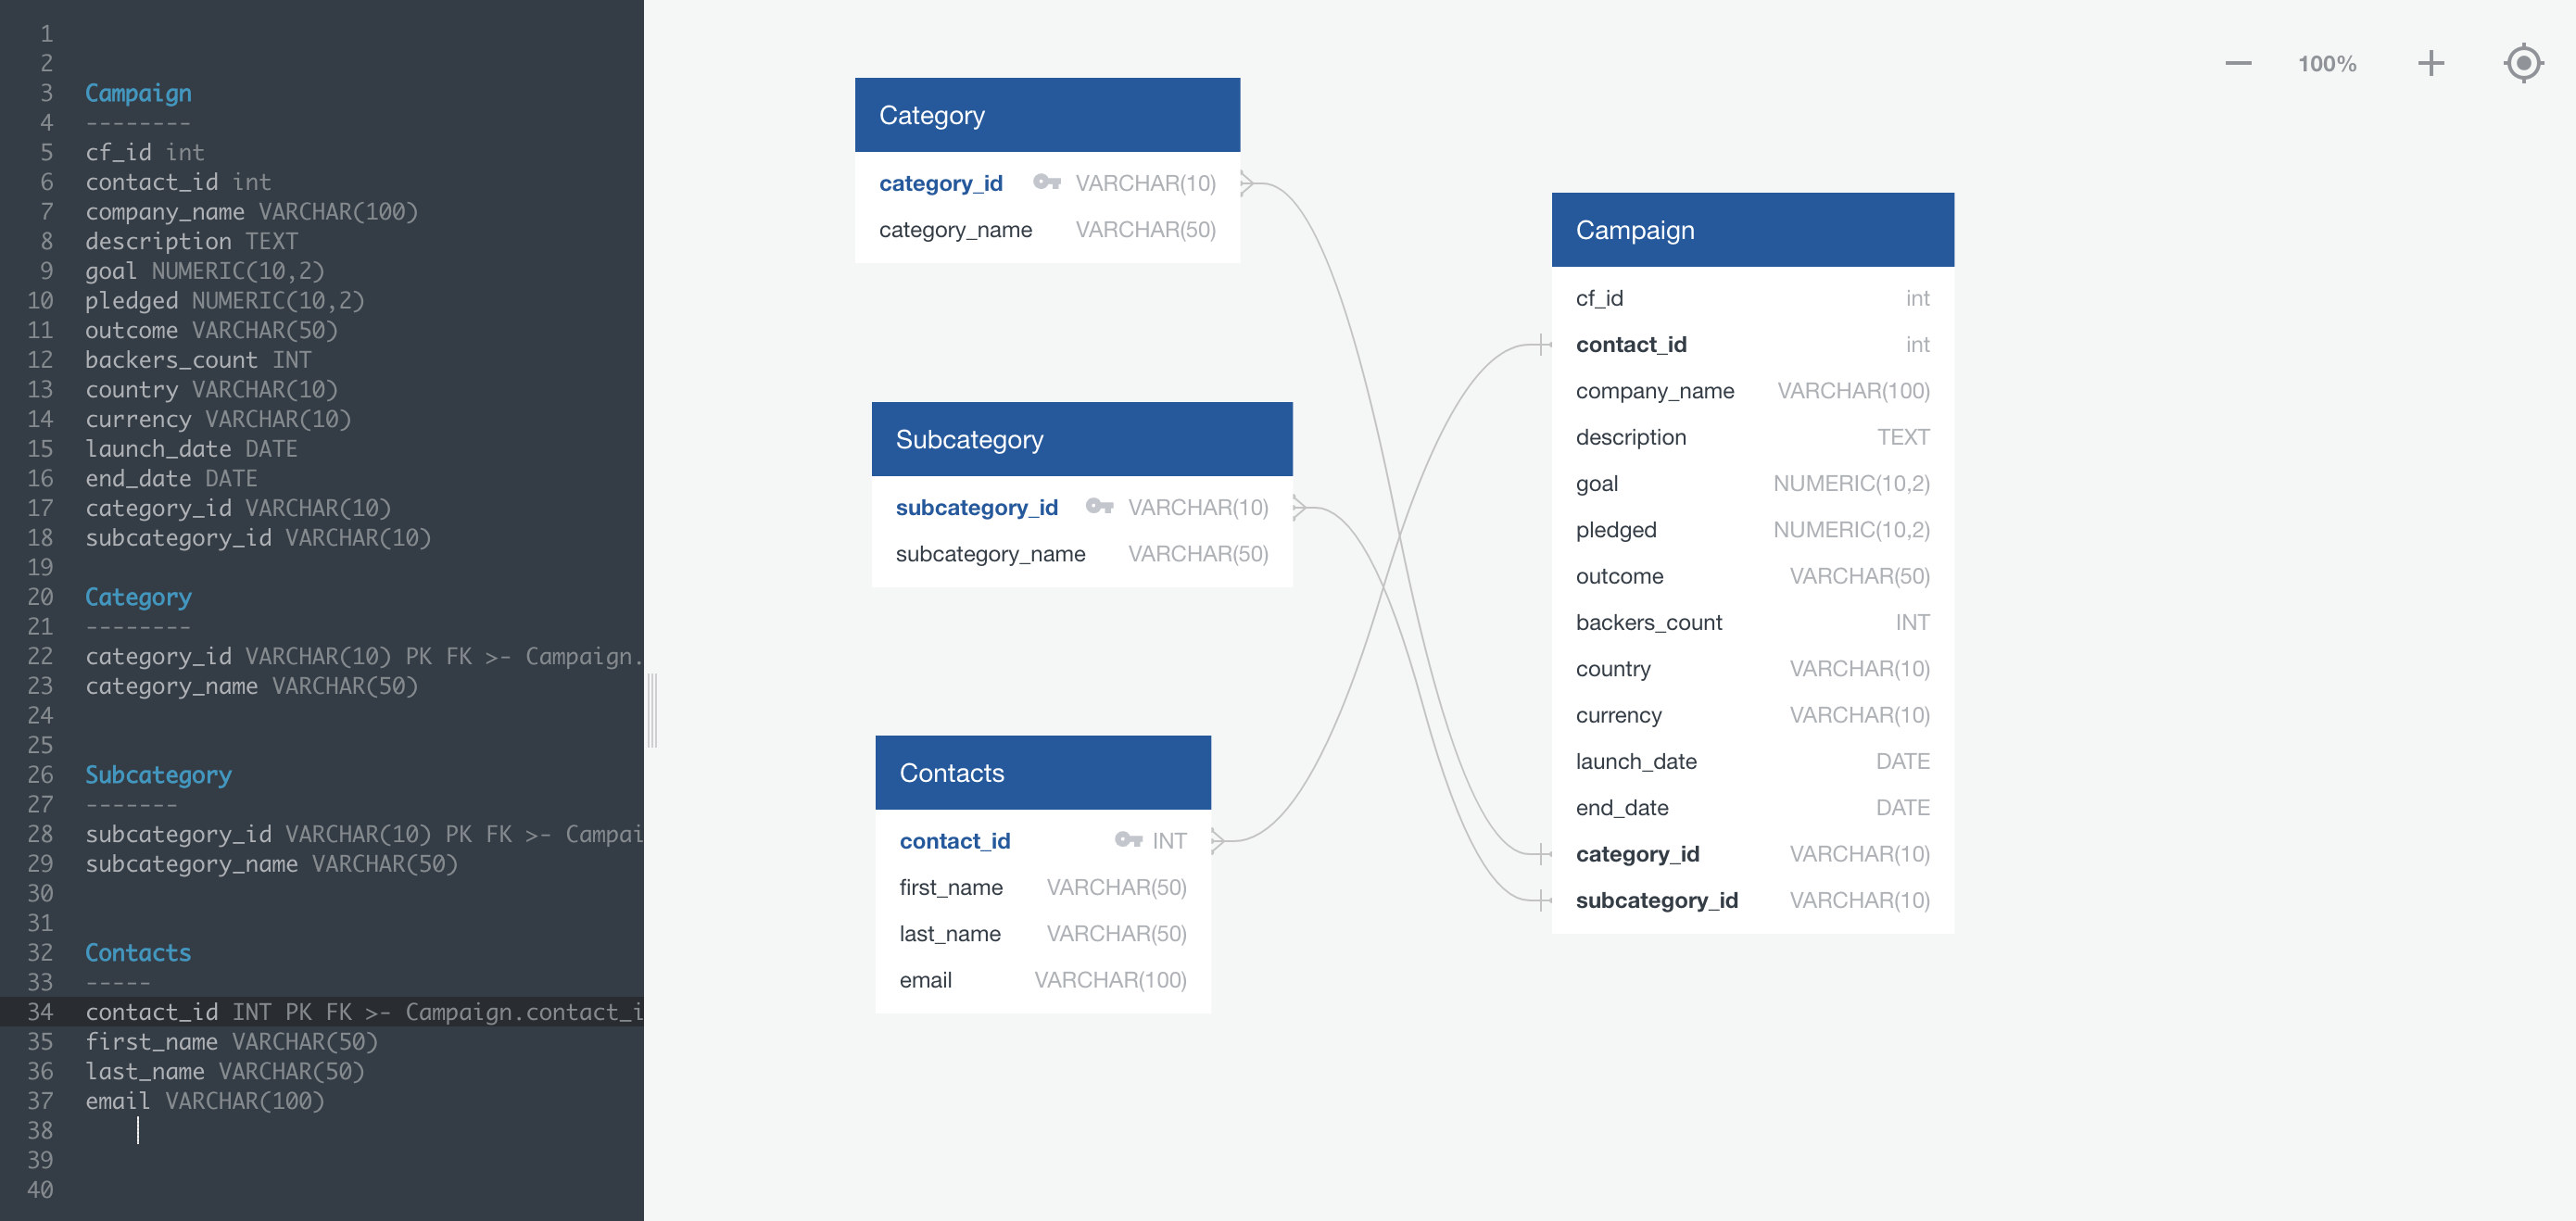 1
2
3 Campaign
4 --------
5 cf_id int
6 contact_id int
7 company_name VARCHAR(100)
8 description TEXT
9 goal NUMERIC(10,2)
10 pledged NUMERIC(10,2)
11 outcome VARCHAR(50)
12 backers_count INT
13 country VARCHAR(10)
14 currency VARCHAR(10)
15 launch_date DATE
16 end_date DATE
17 category_id VARCHAR(10)
18 subcategory_id VARCHAR(10)
19
20 Category
21 --------
22 category_id VARCHAR(10) PK FK >- Campaign.
23 category_name VARCHAR(50)
24
25
26 Subcategory
27 -------
28 subcategory_id VARCHAR(10) PK FK >- Campai
29 subcategory_name VARCHAR(50)
30
31
32 Contacts
33 -----
34 contact_id INT PK FK >- Campaign.contact_i
35 first_name VARCHAR(50)
36 last_name VARCHAR(50)
37 email VARCHAR(100)
38
39
40
100%
Category
category_id VARCHAR(10)
category_name VARCHAR(50)
Subcategory
subcategory_id VARCHAR(10)
subcategory_name VARCHAR(50)
Contacts
contact_id INT
first_name VARCHAR(50)
last_name VARCHAR(50)
email VARCHAR(100)
Campaign
cf_id int
contact_id int
company_name VARCHAR(100)
description TEXT
goal NUMERIC(10,2)
pledged NUMERIC(10,2)
outcome VARCHAR(50)
backers_count INT
country VARCHAR(10)
currency VARCHAR(10)
launch_date DATE
end_date DATE
category_id VARCHAR(10)
subcategory_id VARCHAR(10)